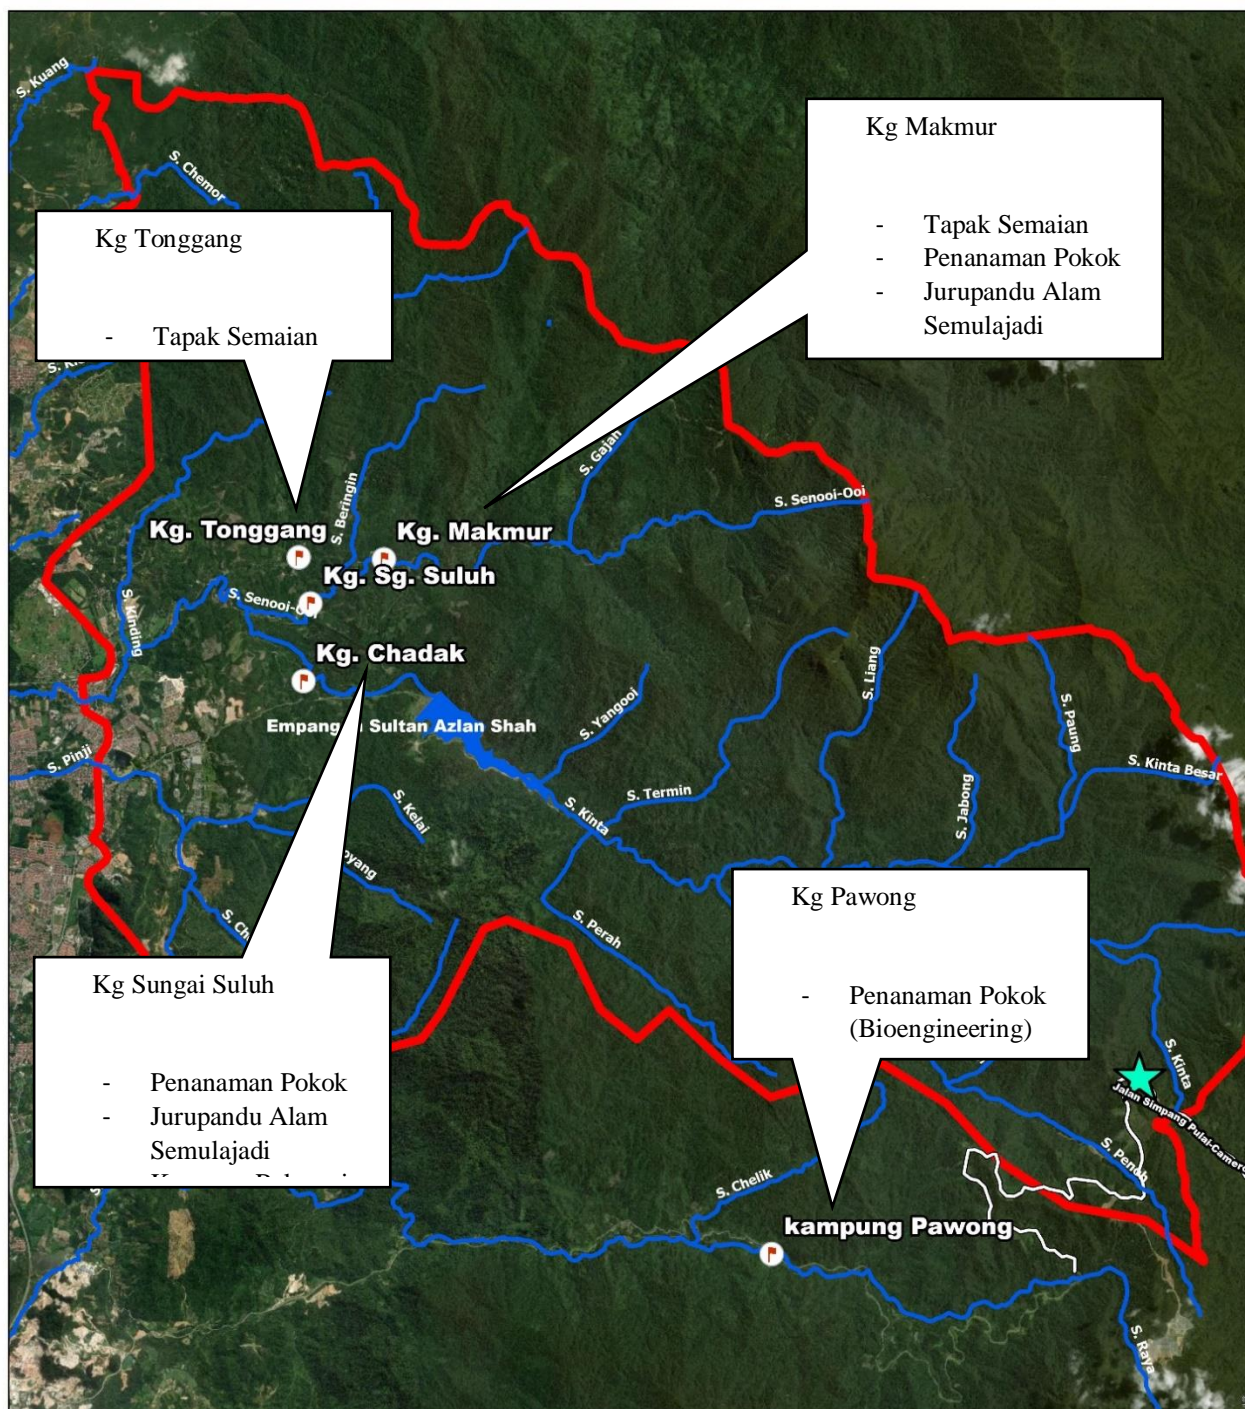 S. Kuang
S. Chemor
Kg Makmur
- Tapak Semaian
- Penanaman Pokok
- Jurupandu Alam
Semulajadi
Kg Tonggang
- Tapak Semaian
S. Gajah
S. Senooi-Ooi
S. Beringin
Kg. Tonggang
Kg. Makmur
Kg. Sg. Suluh
S. Senooi-Ooi
S. Kinding
Kg. Chadak
S. Liang
S. Yangooi
S. Paung
Sultan Azlan Shah
S. Pinji
S. Kinta Besar
S. Termin
S. Kinta
S. Jabong
S. Kelai
S. Perah
Kg Pawong
- Penanaman Pokok
(Bioengineering)
Kg Sungai Suluh
- Penanaman Pokok
- Jurupandu Alam
Semulajadi
S. Kinta
Jalan Simpang Pulai-Camero
S. Penoh
S. Chelik
kampung Pawong
S. Raya